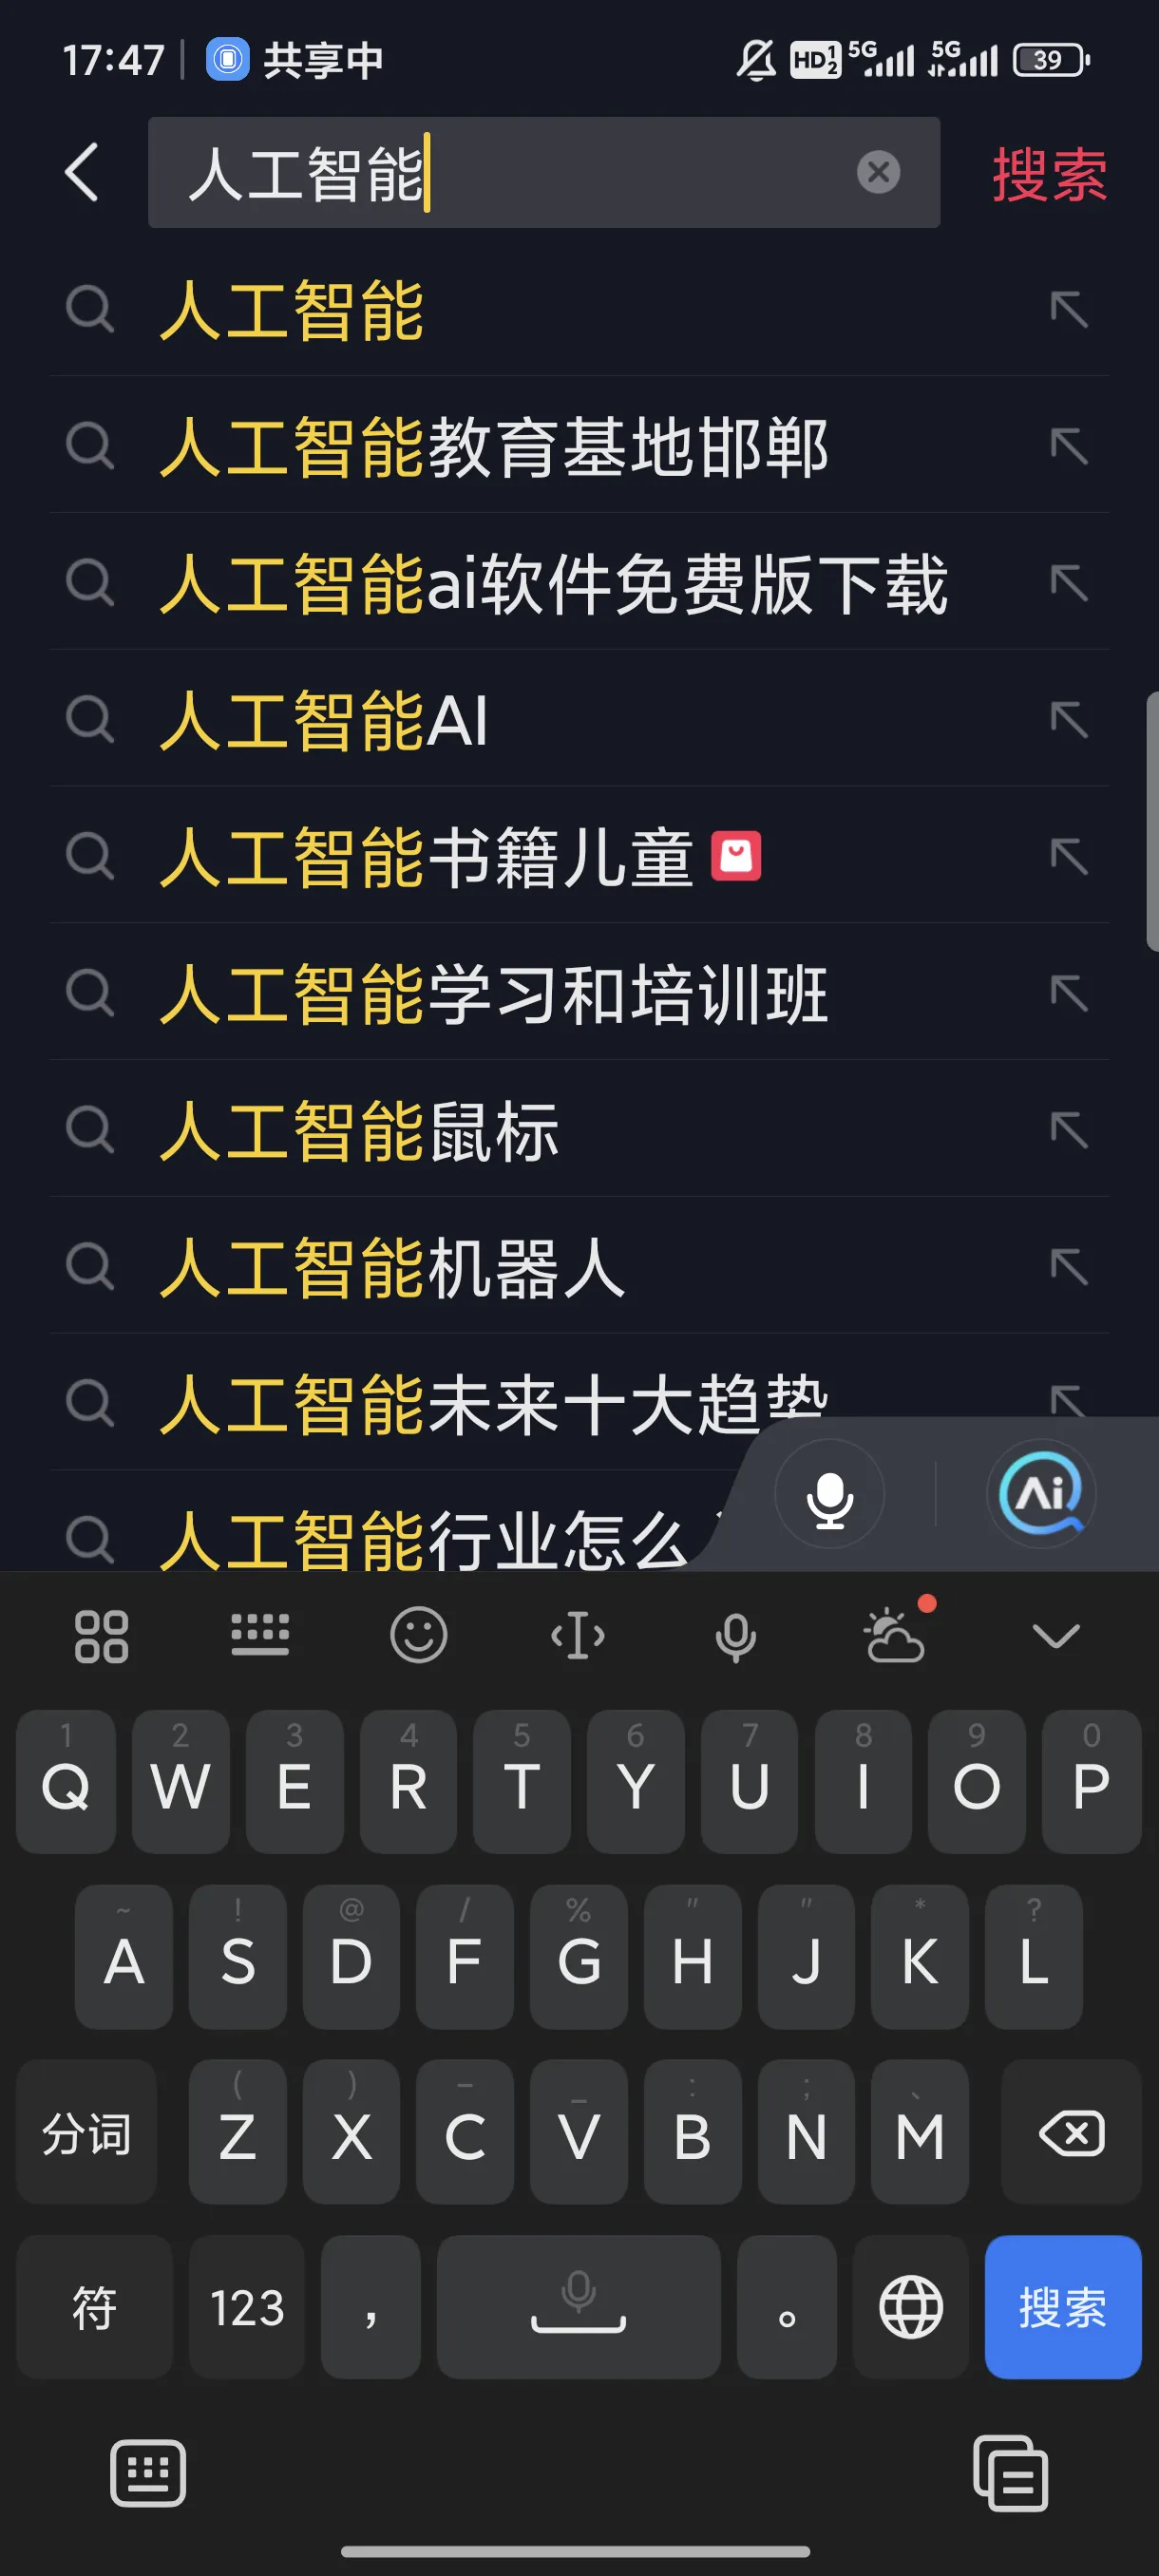 17:47 共享中 HD 1 2 5G 5G 39
人工智能 搜索
人工智能
人工智能教育基地邯郸
人工智能ai软件免费版下载
人工智能AI
人工智能书籍儿童
人工智能学习和培训班
人工智能鼠标
人工智能机器人
人工智能未来十大趋势
Ai
人工智能行业怎么
1 2 3 4 5 6 7 8 9 0
Q W E R T Y U I O P
~ ! @ / % " " * ?
A S D F G H J K L
( ) – _ : ; 、
分词 Z X C V B N M
符 123 , 。 搜索